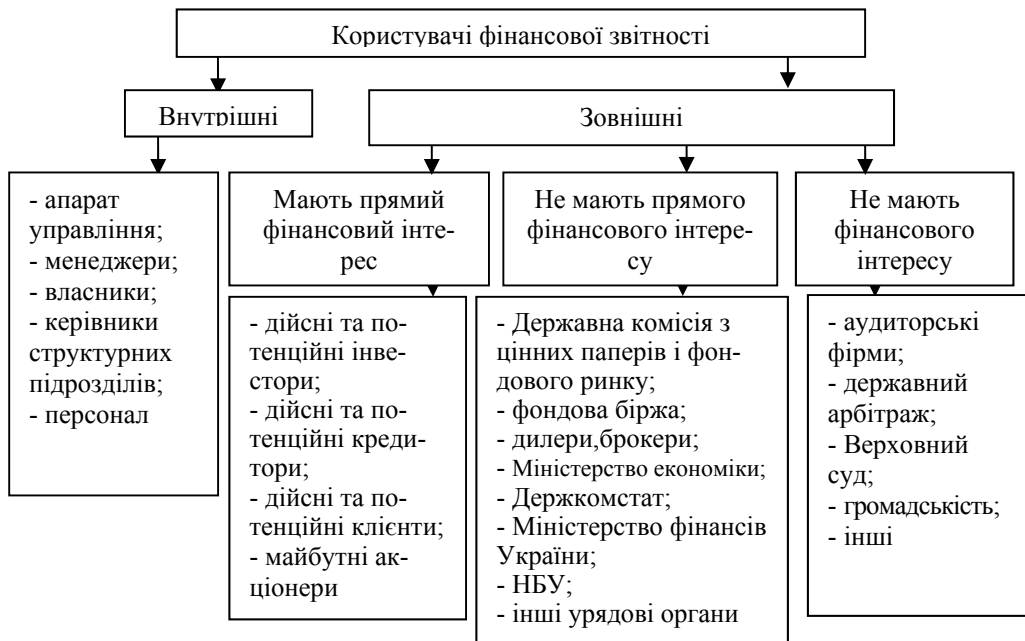 Користувачі фінансової звітності
Внутрішні
Зовнішні
- апарат
управління;
- менеджери;
- власники;
- керівники
структурних
підрозділів;
- персонал
Мають прямий
фінансовий інте-
рес
Не мають прямого
фінансового інтере-
су
Не мають
фінансового
інтересу
- дійсні та по-
тенційні інве-
стори;
- дійсні та по-
тенційні креди-
тори;
- дійсні та по-
тенційні клієнти;
- майбутні ак-
ціонери
- Державна комісія з
цінних паперів і фон-
дового ринку;
- фондова біржа;
- дилери,брокери;
- Міністерство економіки;
- Держкомстат;
- Міністерство фінансів
України;
- НБУ;
- інші урядові органи
- аудиторські
фірми;
- державний
арбітраж;
- Верховний
суд;
- громадськість;
- інші